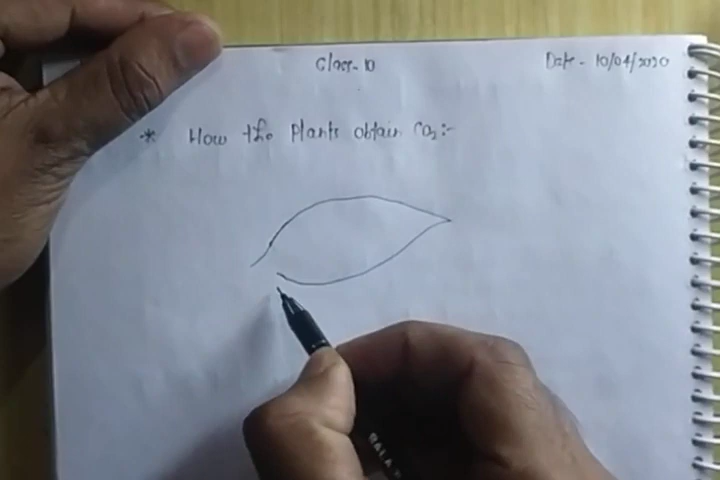 Class-10 Date - 10/04/2020
* How the Plants obtain CO2:-